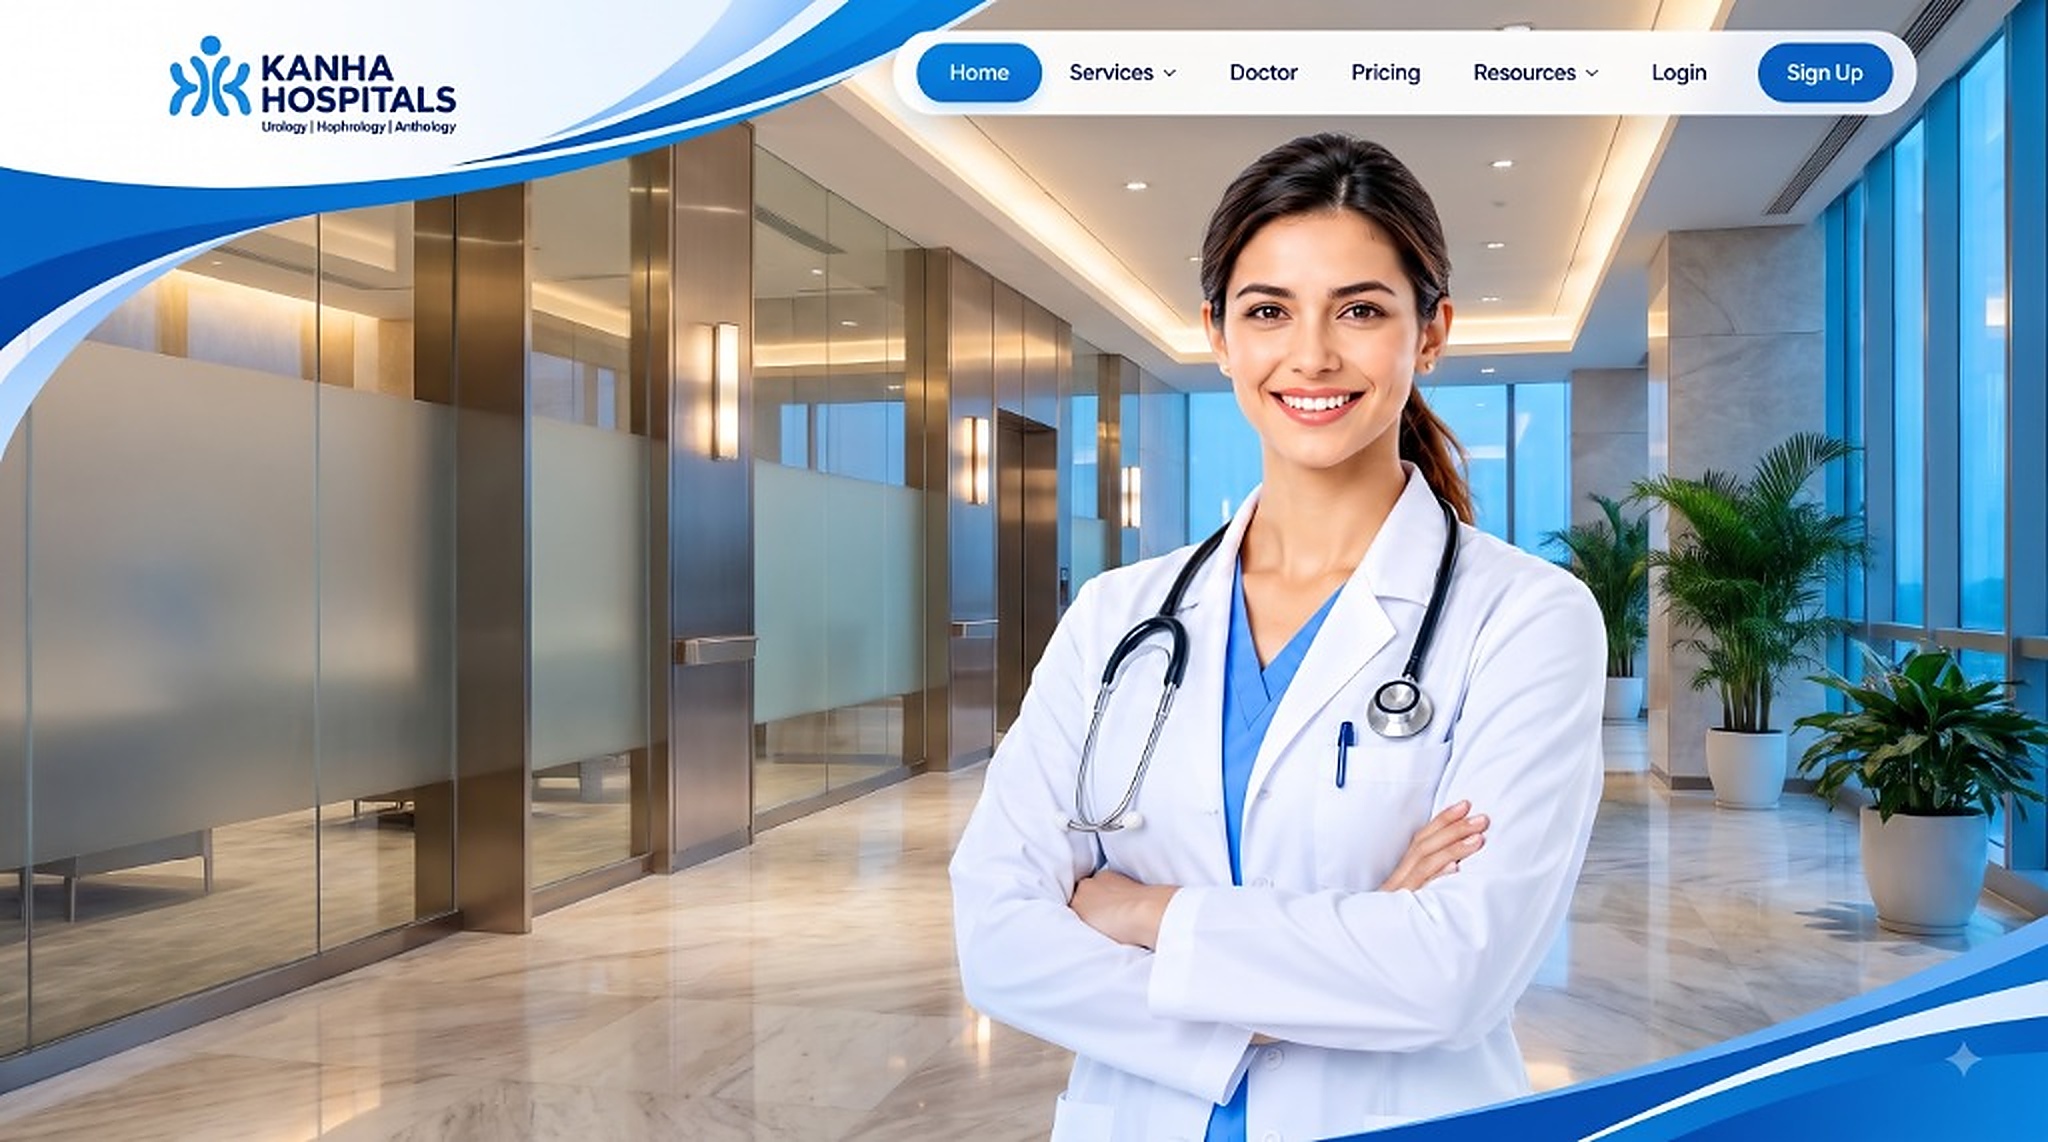 KANHA
HOSPITALS
Urology | Hophrology | Anthology
Home
Services
Doctor
Pricing
Resources
Login
Sign Up